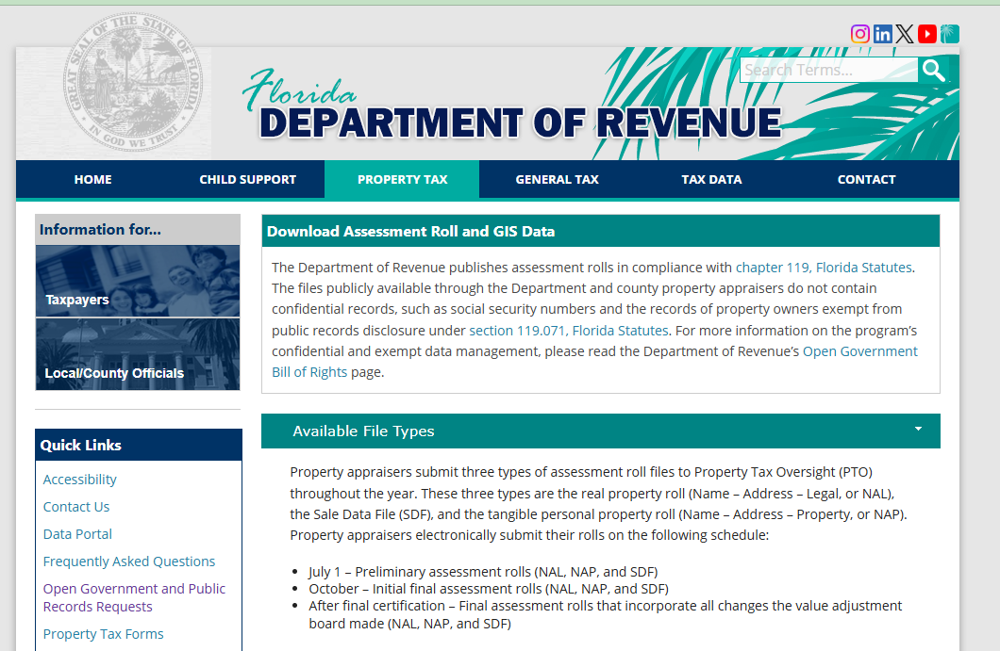 GREAT SEAL OF THE STATE OF FLORIDA
IN GOD WE TRUST
Search Terms...
Florida
DEPARTMENT OF REVENUE
HOME
CHILD SUPPORT
PROPERTY TAX
GENERAL TAX
TAX DATA
CONTACT
Information for...
Taxpayers
Local/County Officials
Quick Links
Accessibility
Contact Us
Data Portal
Frequently Asked Questions
Open Government and Public
Records Requests
Property Tax Forms
Download Assessment Roll and GIS Data
The Department of Revenue publishes assessment rolls in compliance with chapter 119, Florida Statutes.
The files publicly available through the Department and county property appraisers do not contain
confidential records, such as social security numbers and the records of property owners exempt from
public records disclosure under section 119.071, Florida Statutes. For more information on the program's
confidential and exempt data management, please read the Department of Revenue's Open Government
Bill of Rights page.
Available File Types
Property appraisers submit three types of assessment roll files to Property Tax Oversight (PTO)
throughout the year. These three types are the real property roll (Name – Address – Legal, or NAL),
the Sale Data File (SDF), and the tangible personal property roll (Name – Address – Property, or NAP).
Property appraisers electronically submit their rolls on the following schedule:
• July 1 – Preliminary assessment rolls (NAL, NAP, and SDF)
• October – Initial final assessment rolls (NAL, NAP, and SDF)
• After final certification – Final assessment rolls that incorporate all changes the value adjustment
board made (NAL, NAP, and SDF)